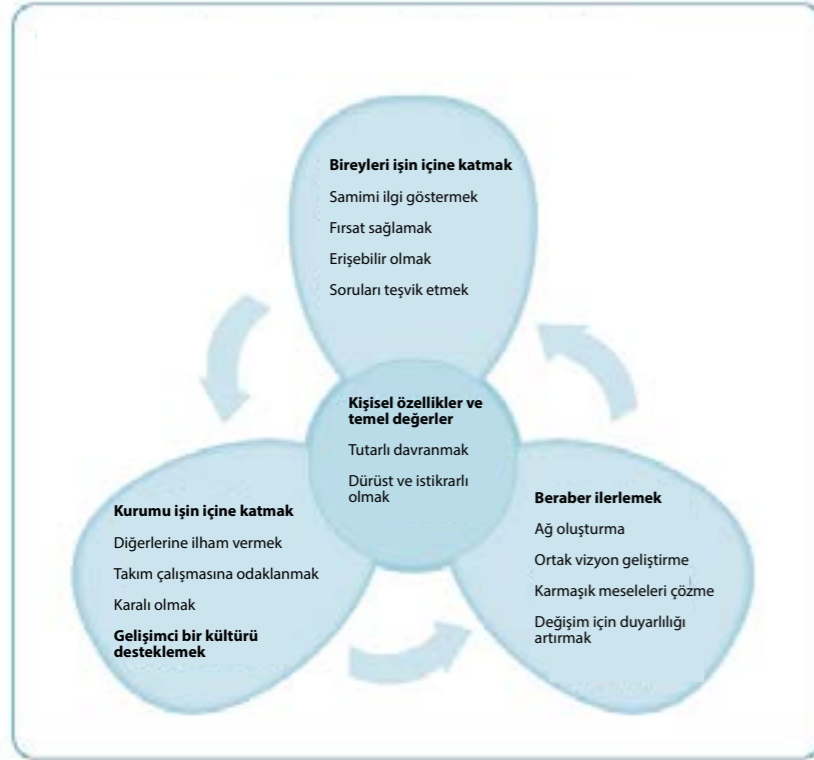 Bireyleri işin içine katmak
Samimi ilgi göstermek
Fırsat sağlamak
Erişebilir olmak
Soruları teşvik etmek
Kişisel özellikler ve
temel değerler
Tutarlı davranmak
Dürüst ve istikrarlı
olmak
Kurumu işin içine katmak
Diğerlerine ilham vermek
Takım çalışmasına odaklanmak
Karalı olmak
Gelişimci bir kültürü
desteklemek
Beraber ilerlemek
Ağ oluşturma
Ortak vizyon geliştirme
Karmaşık meseleleri çözme
Değişim için duyarlılığı
artırmak